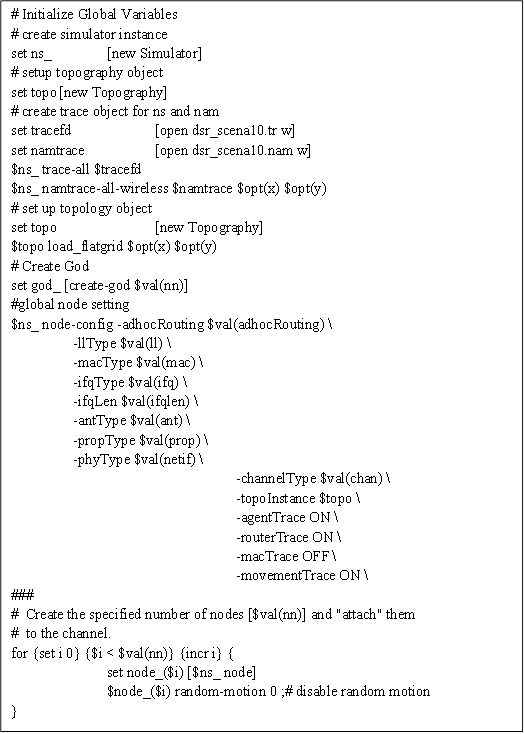 # Initialize Global Variables
# create simulator instance
set ns_ [new Simulator]
# setup topography object
set topo [new Topography]
# create trace object for ns and nam
set tracefd [open dsr_scena10.tr w]
set namtrace [open dsr_scena10.nam w]
$ns_ trace-all $tracefd
$ns_ namtrace-all-wireless $namtrace $opt(x) $opt(y)
# set up topology object
set topo [new Topography]
$topo load_flatgrid $opt(x) $opt(y)
# Create God
set god_ [create-god $val(nn)]
#global node setting
$ns_ node-config -adhocRouting $val(adhocRouting) \
-llType $val(ll) \
-macType $val(mac) \
-ifqType $val(ifq) \
-ifqLen $val(ifqlen) \
-antType $val(ant) \
-propType $val(prop) \
-phyType $val(netif) \
-channelType $val(chan) \
-topoInstance $topo \
-agentTrace ON \
-routerTrace ON \
-macTrace OFF \
-movementTrace ON \
###
# Create the specified number of nodes [$val(nn)] and "attach" them
# to the channel.
for {set i 0} {$i < $val(nn)} {incr i} {
set node_($i) [$ns_ node]
$node_($i) random-motion 0 ;# disable random motion
}